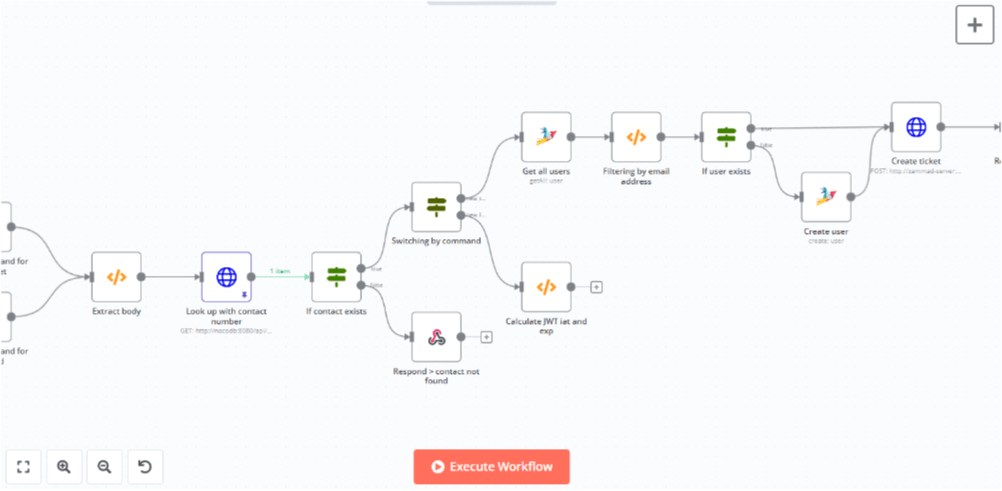 Get all users
getAll: user
Filtering by email
address
If user exists
true
false
Create ticket
POST: http://zammad-server/...
Create user
create: user
Switching by command
and for
Extract body
Look up with contact
number
GET: http://nocodb:8080/api/...
1 item
If contact exists
true
false
Calculate JWT iat and
exp
and for
Respond > contact not
found
Execute Workflow